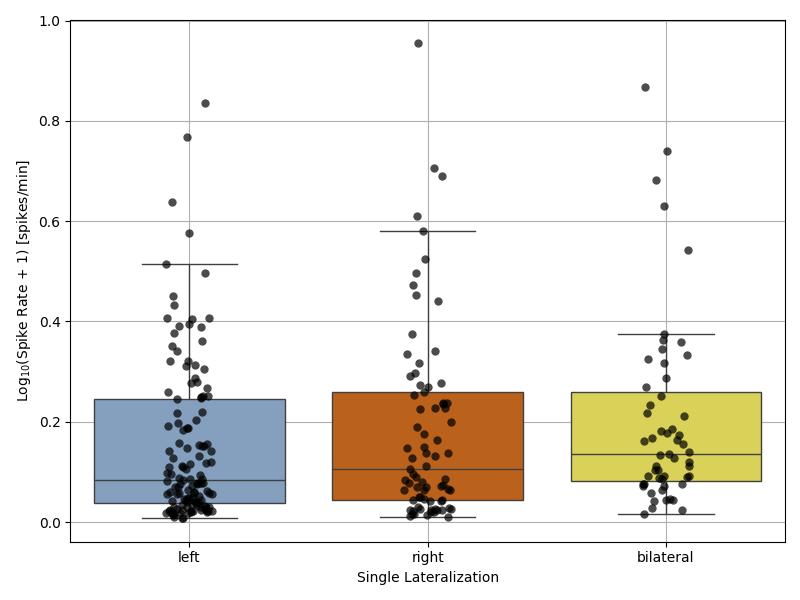 1.0
0.8
0.6
0.4
0.2
0.0
Log₁₀(Spike Rate + 1) [spikes/min]
left right bilateral
Single Lateralization